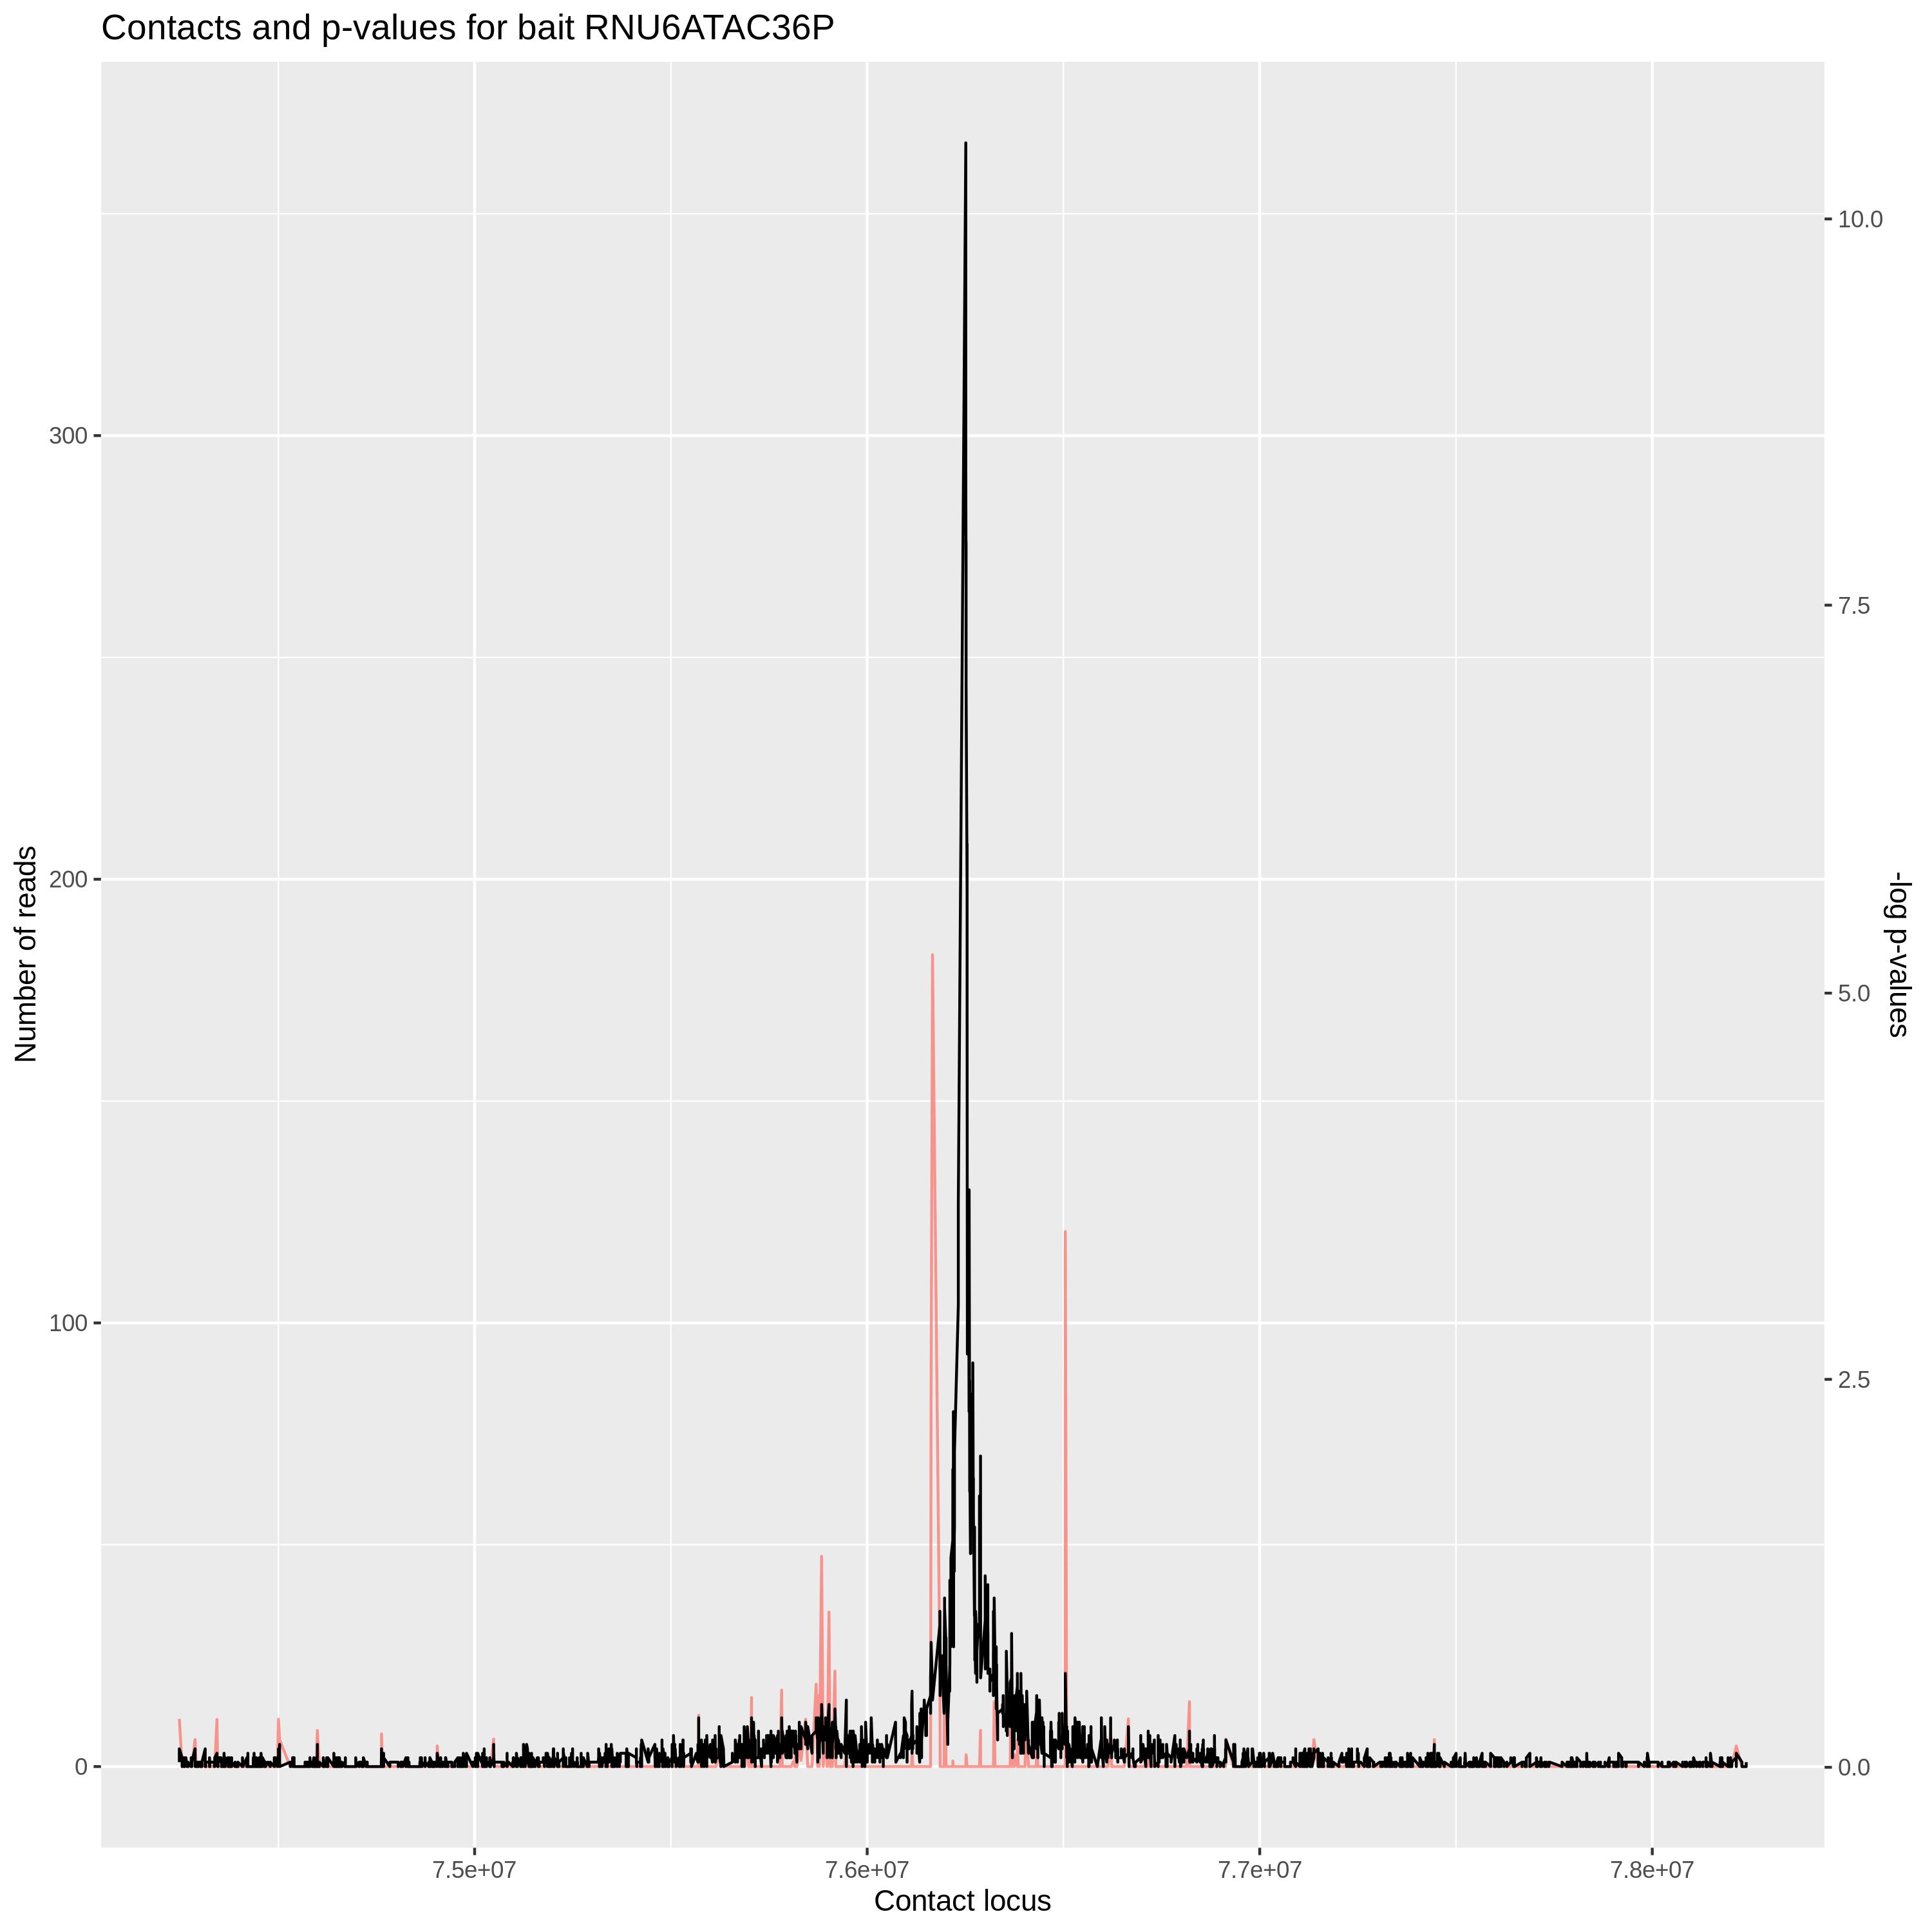 Contacts and p-values for bait RNU6ATAC36P
Number of reads
300
200
100
0
10.0
7.5
5.0
2.5
0.0
-log p-values
7.5e+07
7.6e+07
7.7e+07
7.8e+07
Contact locus